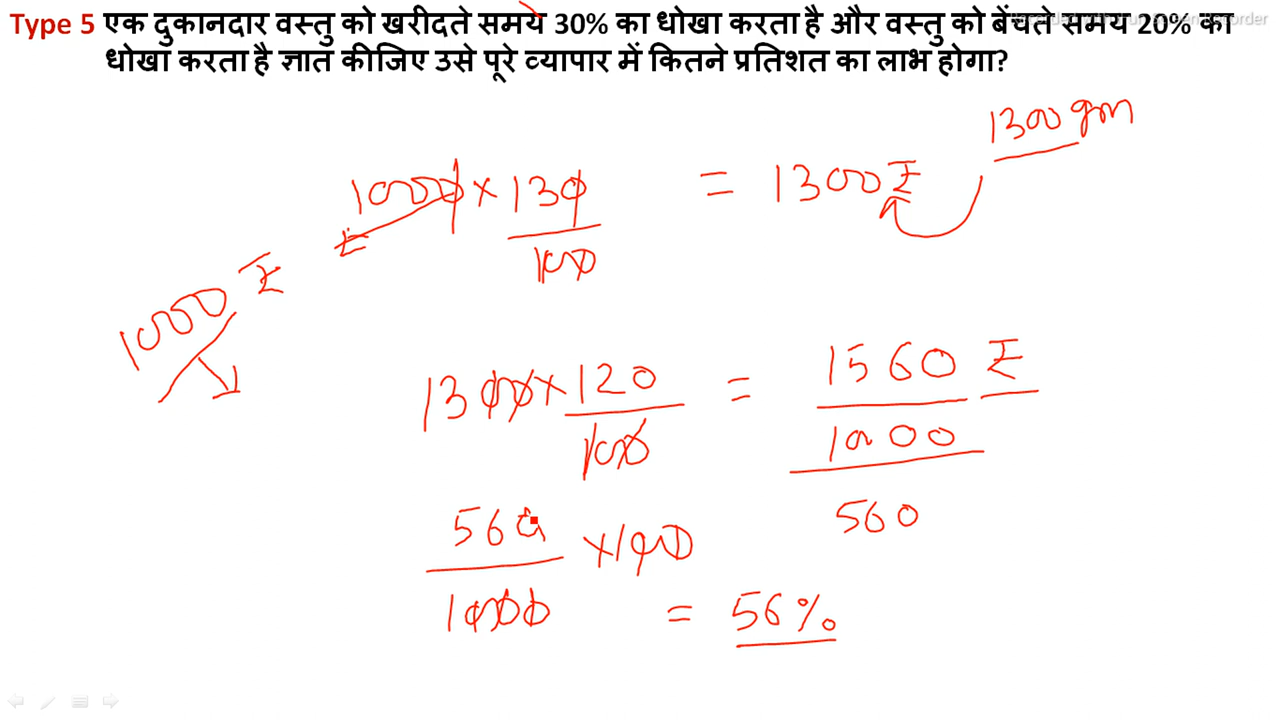 Type 5 एक दुकानदार वस्तु को खरीदते समय 30% का धोखा करता है और वस्तु को बेंचते समय 20% का
धोखा करता है ज्ञात कीजिए उसे पूरे व्यापार में कितने प्रतिशत का लाभ होगा?
1300 gm
1000 × 130 = 1300 ₹
100
1000 ₹
1300 × 120 = 1560 ₹
100 1000
560 × 100 560
1000 = 56%